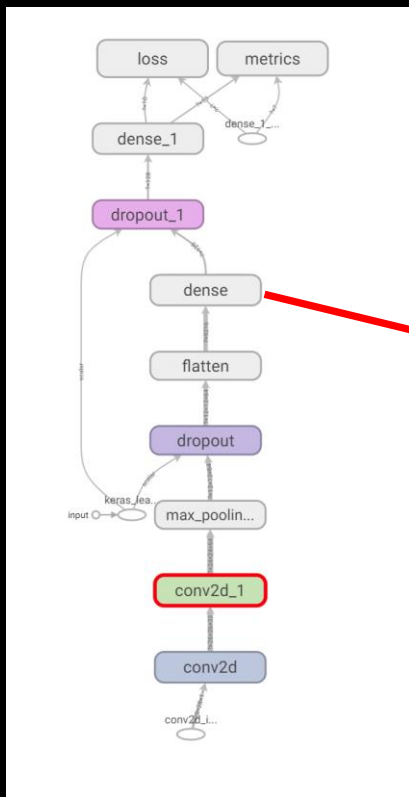 loss
metrics
dense_1_...
dense_1
dropout_1
dense
flatten
dropout
keras_lea...
input
max_poolin...
conv2d_1
conv2d
conv2d_i...